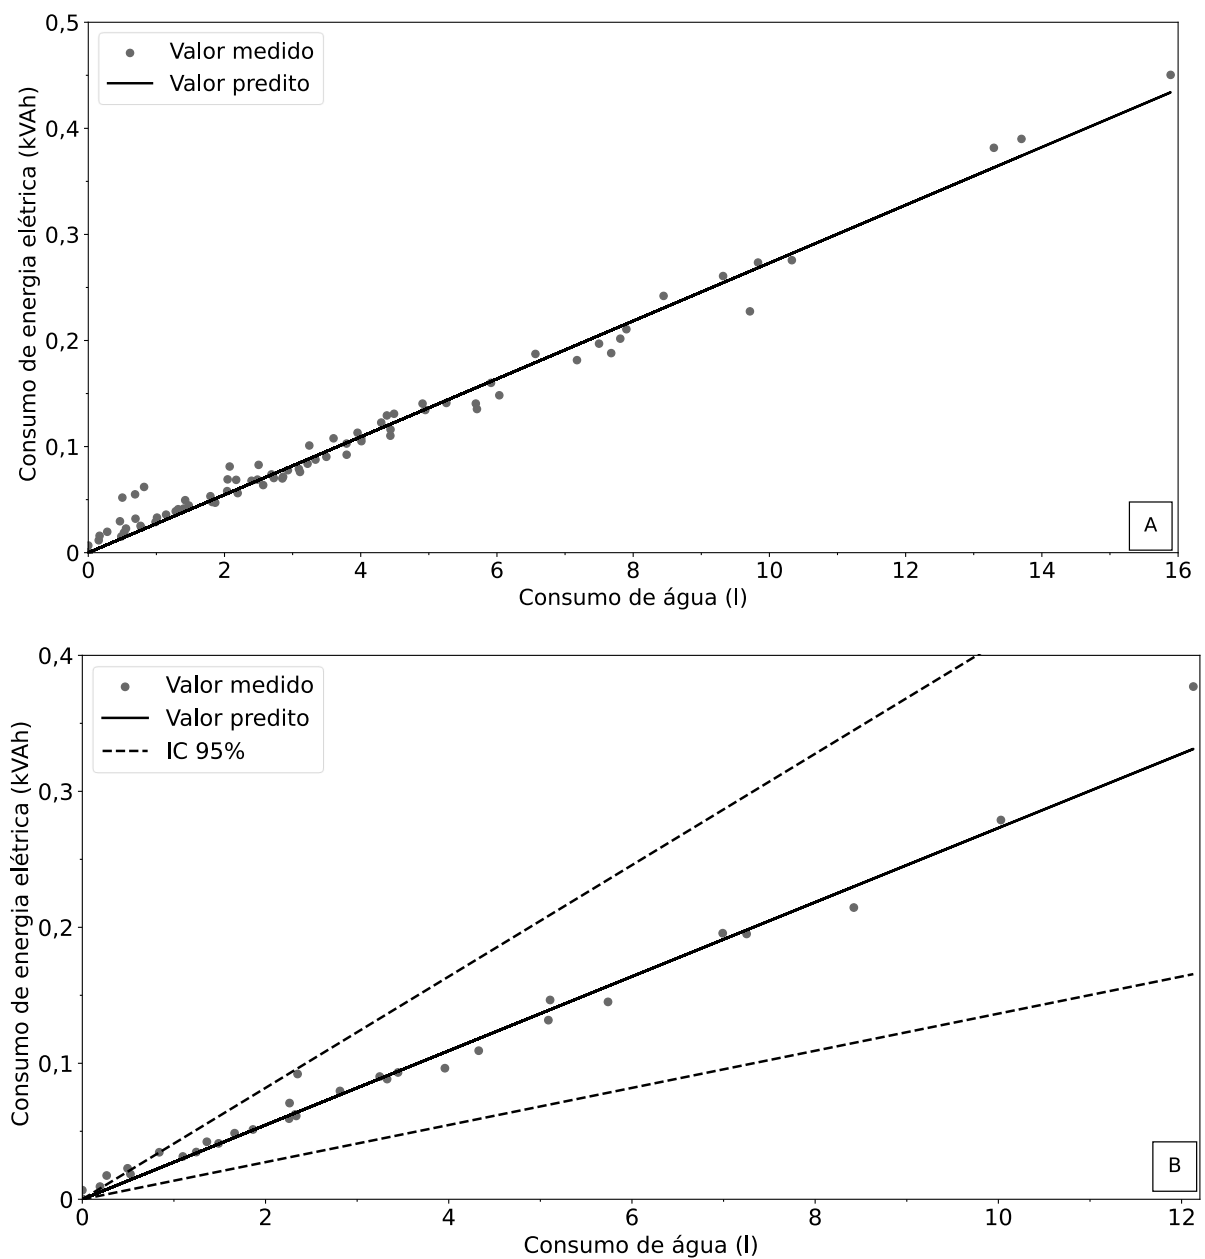 0,5
Valor medido
Valor predito
0,4
0,3
0,2
0,1
0
Consumo de energia elétrica (kVAh)
A
0 2 4 6 8 10 12 14 16
Consumo de água (l)
0,4
Valor medido
Valor predito
IC 95%
0,3
0,2
0,1
0
Consumo de energia elétrica (kVAh)
B
0 2 4 6 8 10 12
Consumo de água (l)